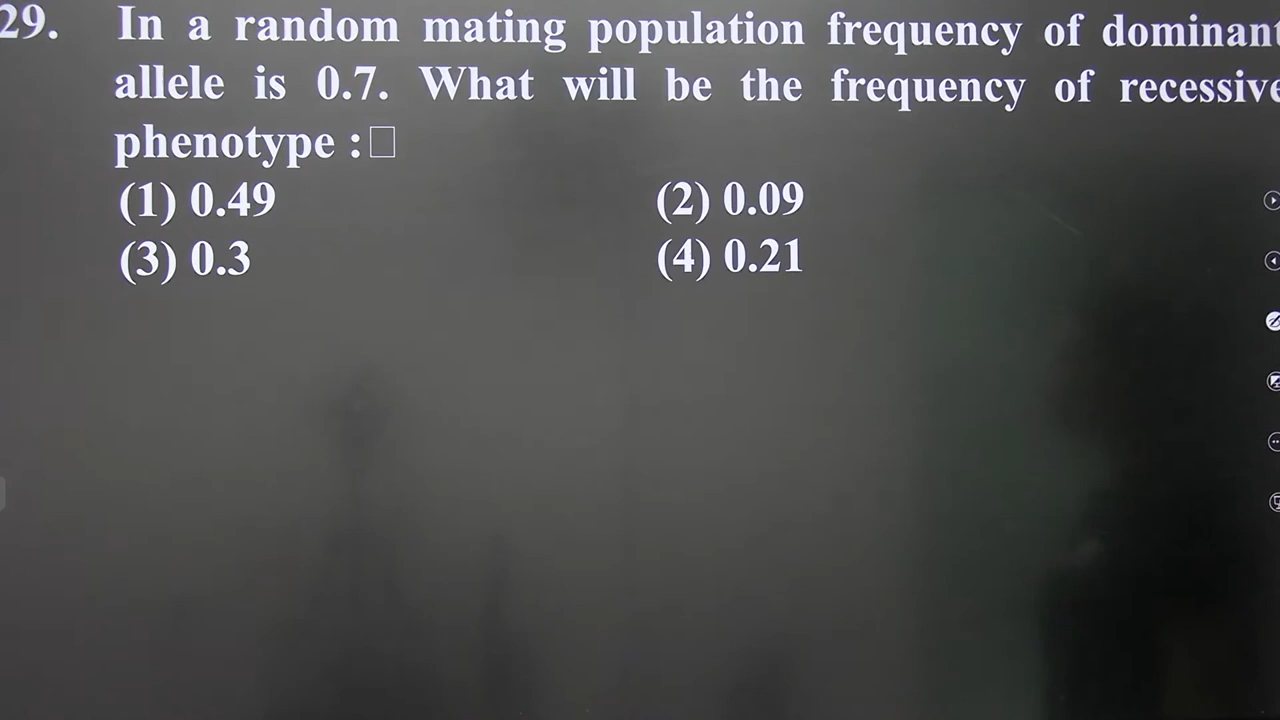 29. In a random mating population frequency of dominant
allele is 0.7. What will be the frequency of recessive
phenotype :□
(1) 0.49 (2) 0.09
(3) 0.3 (4) 0.21